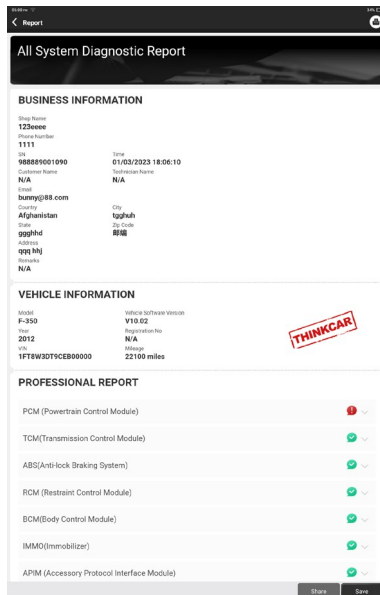 Report
All System Diagnostic Report
BUSINESS INFORMATION
Shop Name
123eeee
Phone Number
1111
SN Time
988889001090 01/03/2023 18:06:10
Customer Name Technician Name
N/A N/A
Email
bunny@88.com
Country City
Afghanistan tgghuh
State Zip Code
ggghhd 邮编
Address
qqq hhj
Remarks
N/A
VEHICLE INFORMATION
Model Vehicle Software Version
F-350 V10.02
Year Registration No
2012 N/A
VIN Mileage
1FT8W3DT9CEB00000 22100 miles
THINKCAR
PROFESSIONAL REPORT
PCM (Powertrain Control Module)
TCM(Transmission Control Module)
ABS(Anti-lock Braking System)
RCM (Restraint Control Module)
BCM(Body Control Module)
IMMO(Immobilizer)
APIM (Accessory Protocol Interface Module)
Share Save